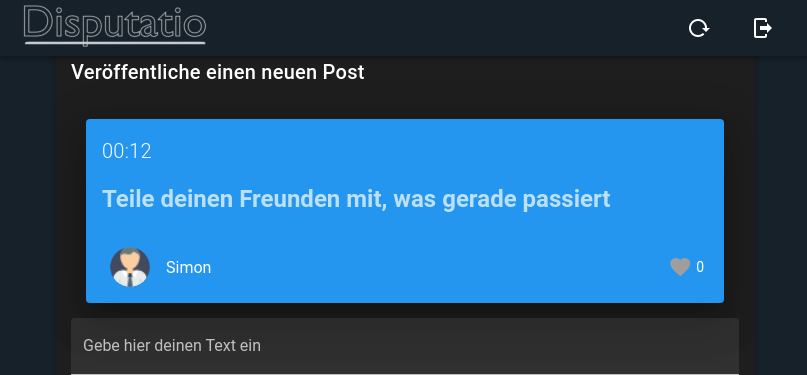 Disputatio
Veröffentliche einen neuen Post
00:12
Teile deinen Freunden mit, was gerade passiert
Simon
0
Gebe hier deinen Text ein